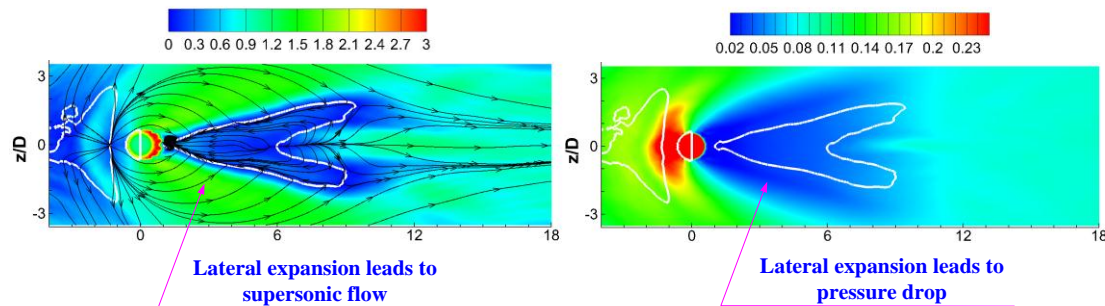 0 0.3 0.6 0.9 1.2 1.5 1.8 2.1 2.4 2.7 3
z/D
3
0
-3
0 6 12 18
Lateral expansion leads to
supersonic flow
0.02 0.05 0.08 0.11 0.14 0.17 0.2 0.23
z/D
3
0
-3
0 6 12 18
Lateral expansion leads to
pressure drop